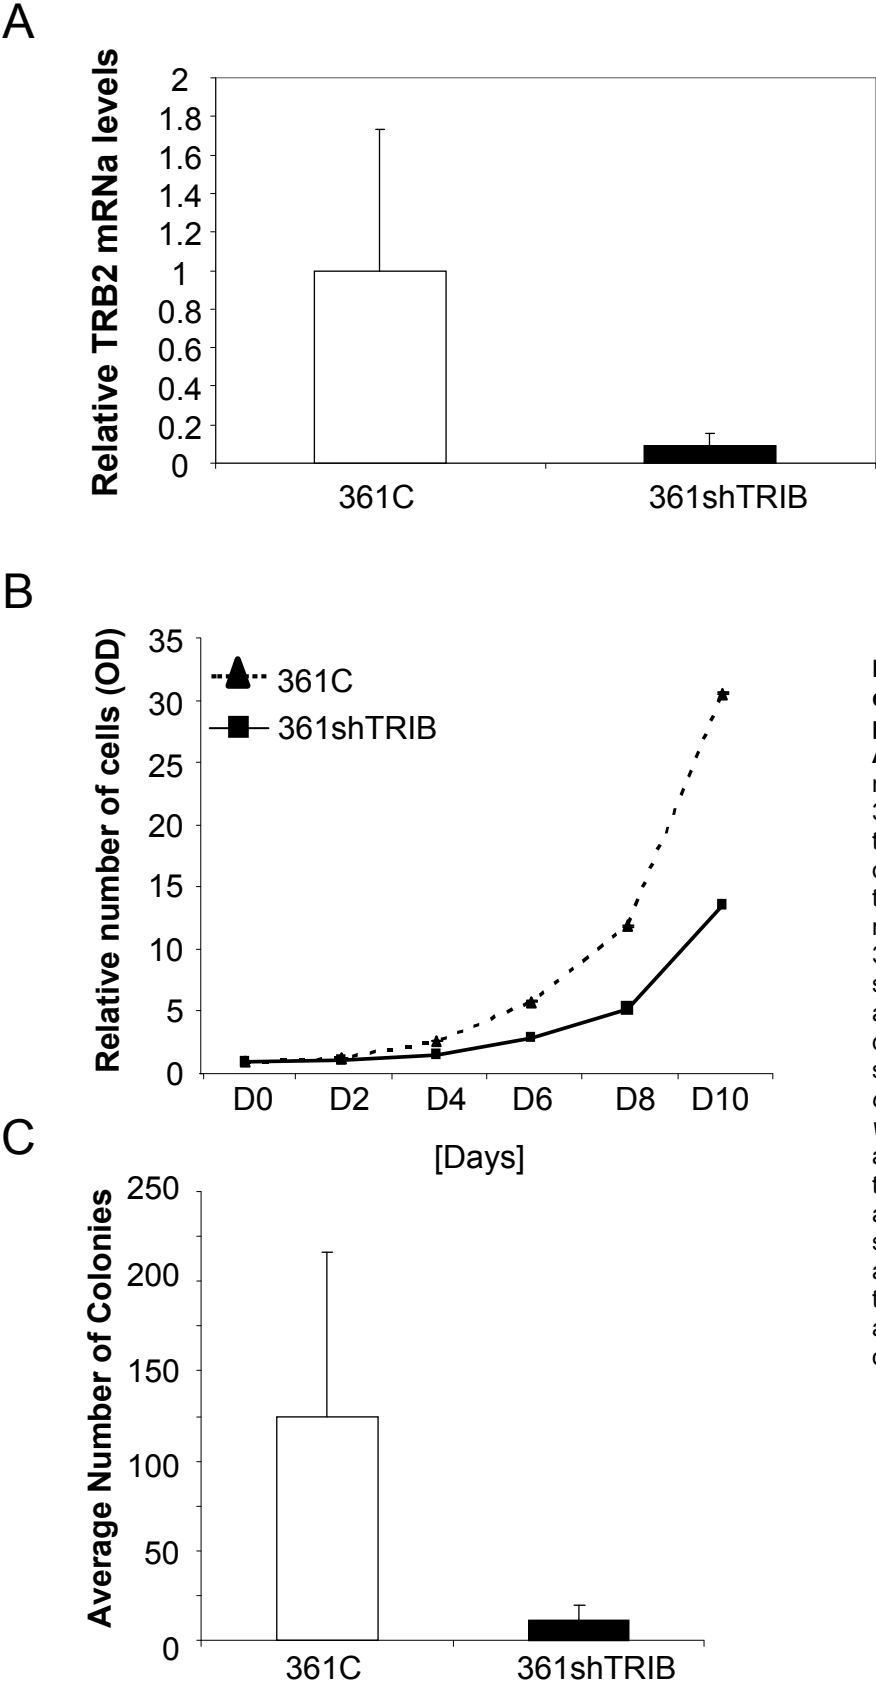 A
Relative TRB2 mRNa levels
2
1.8
1.6
1.4
1.2
1
0.8
0.6
0.4
0.2
0
361C 361shTRIB
B
Relative number of cells (OD)
35
30
25
20
15
10
5
0
361C
361shTRIB
D0 D2 D4 D6 D8 D10
[Days]
C
Average Number of Colonies
250
200
150
100
50
0
361C 361shTRIB